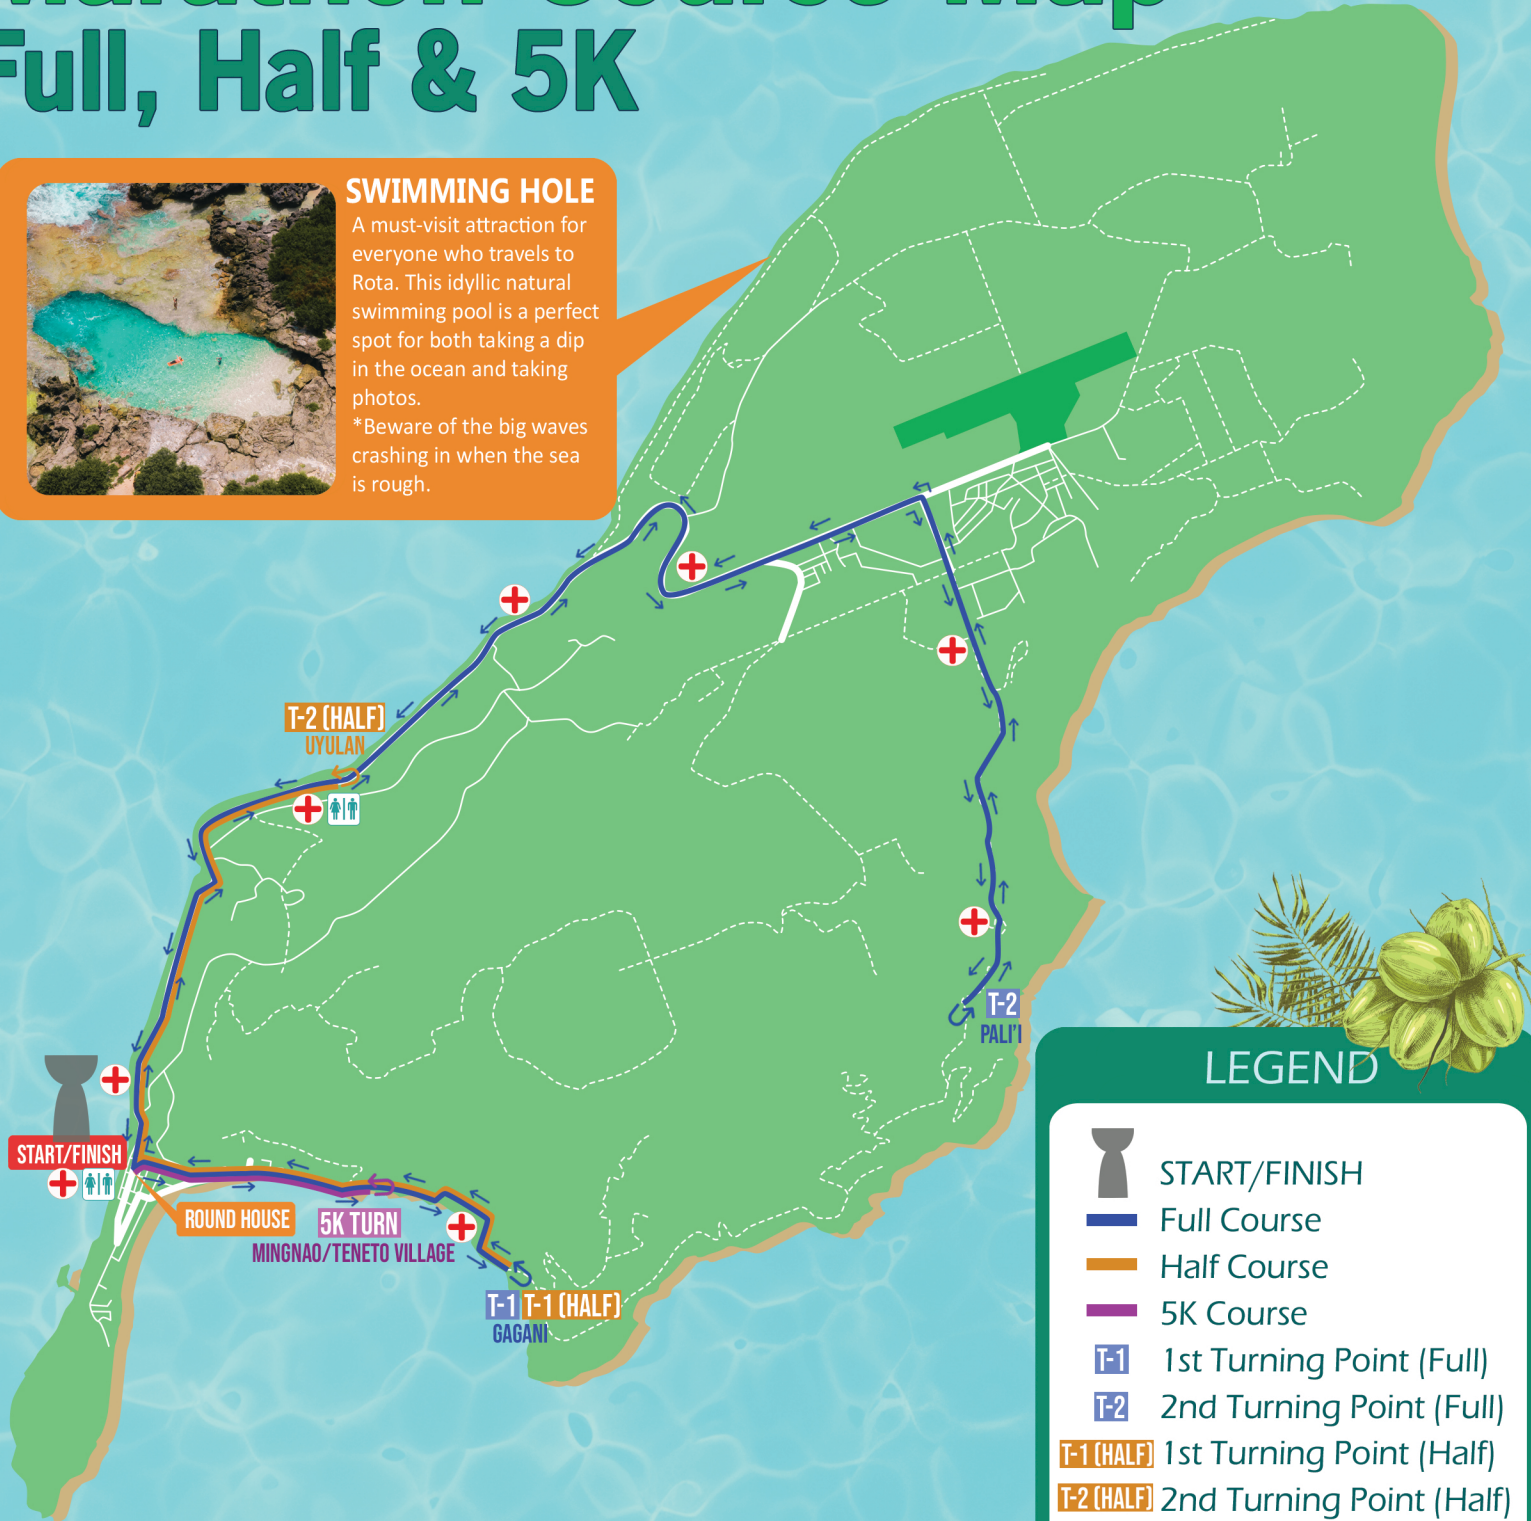 Marathon Course Map
Full, Half & 5K
SWIMMING HOLE
A must-visit attraction for
everyone who travels to
Rota. This idyllic natural
swimming pool is a perfect
spot for both taking a dip
in the ocean and taking
photos.
*Beware of the big waves
crashing in when the sea
is rough.
T-2 (HALF)
UYULAN
T-2
PALI'I
START/FINISH
ROUND HOUSE
5K TURN
MINGNAO/TENETO VILLAGE
T-1 T-1 (HALF)
GAGANI
LEGEND
START/FINISH
Full Course
Half Course
5K Course
T-1 1st Turning Point (Full)
T-2 2nd Turning Point (Full)
T-1 (HALF) 1st Turning Point (Half)
T-2 (HALF) 2nd Turning Point (Half)